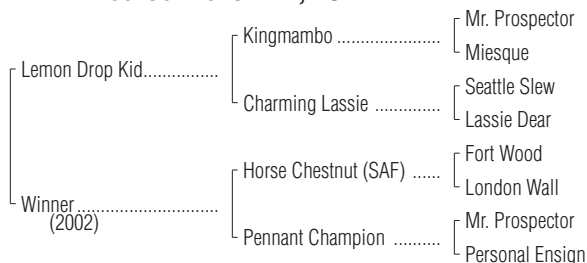 Mr. Prospector
Kingmambo .....................
Miesque
Lemon Drop Kid...............
Seattle Slew
Charming Lassie .............
Lassie Dear
Fort Wood
Horse Chestnut (SAF) ......
London Wall
Winner ............................
(2002)
Mr. Prospector
Pennant Champion ..........
Personal Ensign